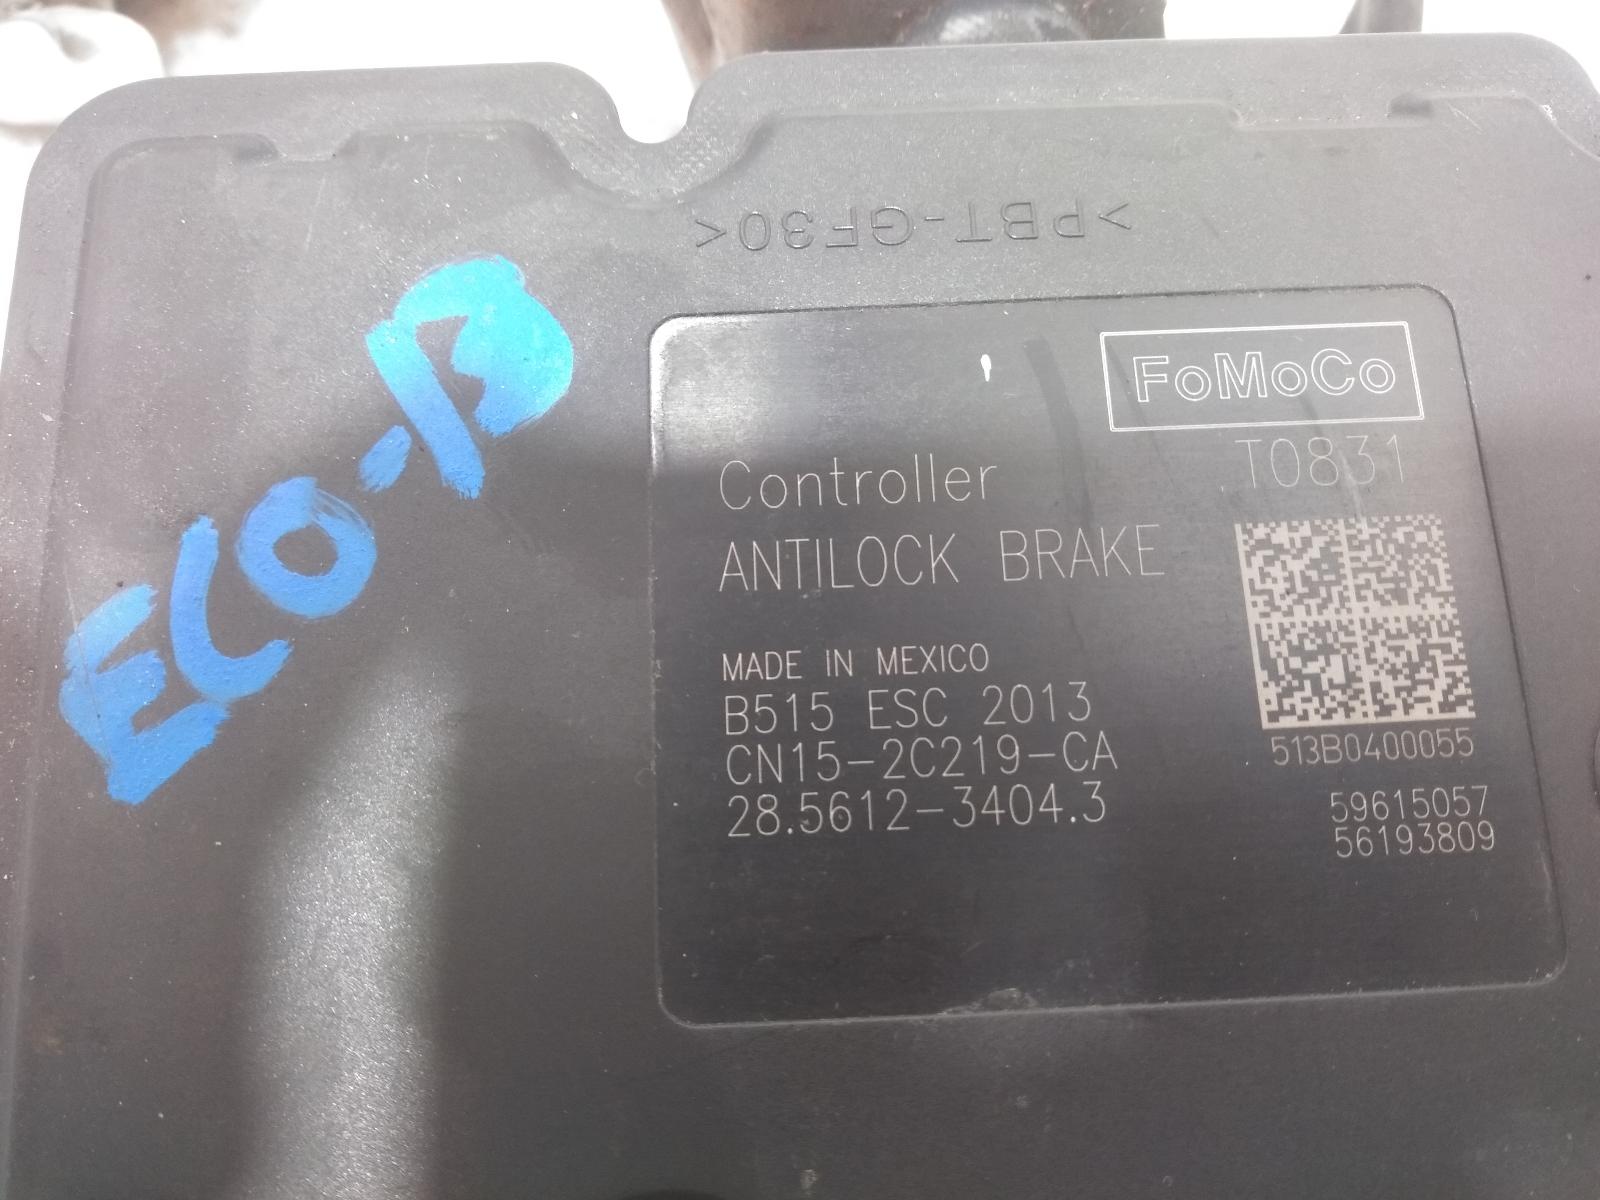 >PBT-GF30<
ECO-B
FoMoCo
T0831
Controller
ANTILOCK BRAKE
MADE IN MEXICO
B515 ESC 2013
CN15-2C219-CA
28.5612-3404.3
513B0400055
59615057
56193809